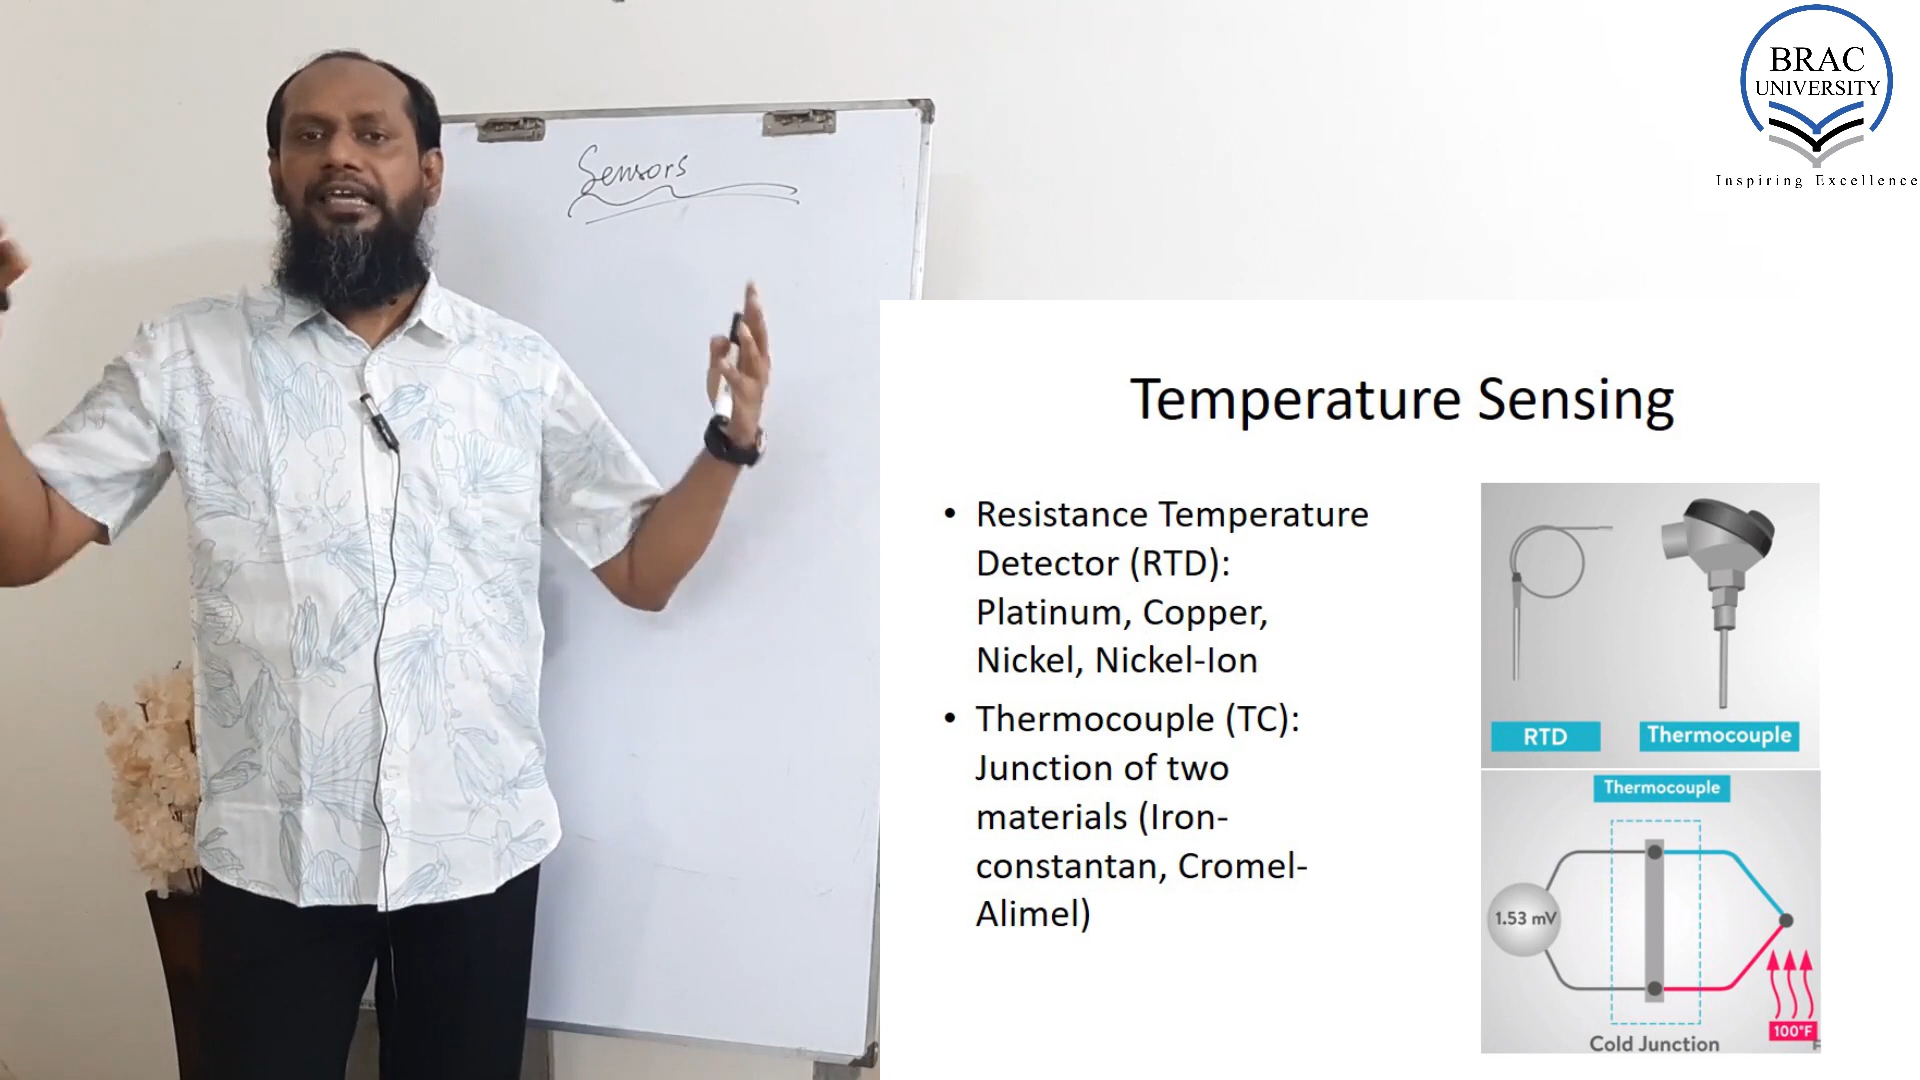 BRAC
UNIVERSITY
Inspiring Excellence
Sensors
Temperature Sensing
• Resistance Temperature
Detector (RTD):
Platinum, Copper,
Nickel, Nickel-Ion
• Thermocouple (TC):
Junction of two
materials (Iron-
constantan, Cromel-
Alimel)
RTD
Thermocouple
Thermocouple
1.53 mV
100°F
Cold Junction